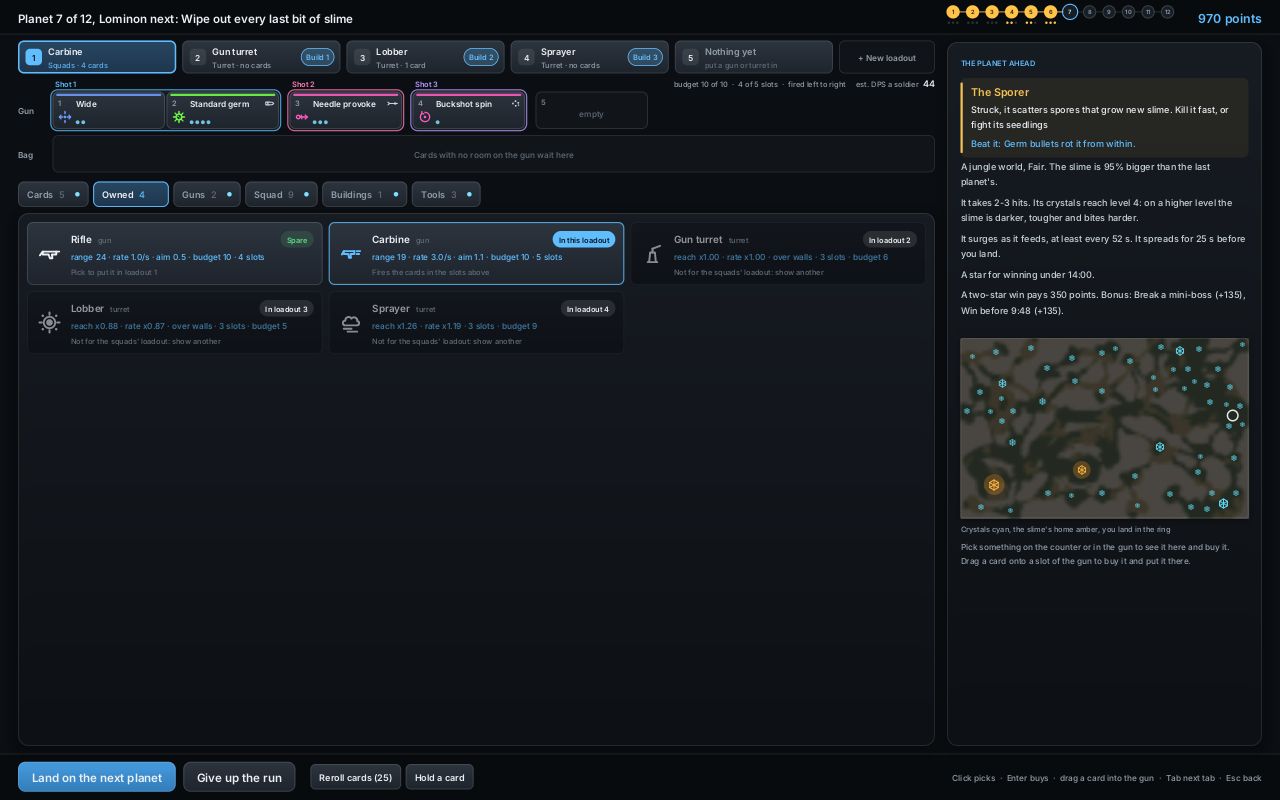 Planet 7 of 12, Lominon next: Wipe out every last bit of slime
1 2 3 4 5 6 7 8 9 10 11 12
970 points
1 Carbine
Squads · 4 cards
2 Gun turret
Turret · no cards
Build 1
3 Lobber
Turret · 1 card
Build 2
4 Sprayer
Turret · no cards
Build 3
5 Nothing yet
put a gun or turret in
+ New loadout
Shot 1
Shot 2
Shot 3
budget 10 of 10 · 4 of 5 slots · fired left to right est. DPS a soldier 44
Gun
1 Wide
2 Standard germ
3 Needle provoke
4 Buckshot spin
5 empty
Bag
Cards with no room on the gun wait here
Cards 5
Owned 4
Guns 2
Squad 9
Buildings 1
Tools 3
Rifle gun
Spare
range 24 · rate 1.0/s · aim 0.5 · budget 10 · 4 slots
Pick to put it in loadout 1
Carbine gun
In this loadout
range 19 · rate 3.0/s · aim 1.1 · budget 10 · 5 slots
Fires the cards in the slots above
Gun turret turret
In loadout 2
reach x1.00 · rate x1.00 · over walls · 3 slots · budget 6
Not for the squads' loadout: show another
Lobber turret
In loadout 3
reach x0.88 · rate x0.87 · over walls · 3 slots · budget 5
Not for the squads' loadout: show another
Sprayer turret
In loadout 4
reach x1.26 · rate x1.19 · 3 slots · budget 9
Not for the squads' loadout: show another
THE PLANET AHEAD
The Sporer
Struck, it scatters spores that grow new slime. Kill it fast, or
fight its seedlings
Beat it: Germ bullets rot it from within.
A jungle world, Fair. The slime is 95% bigger than the last
planet's.
It takes 2-3 hits. Its crystals reach level 4: on a higher level the
slime is darker, tougher and bites harder.
It surges as it feeds, at least every 52 s. It spreads for 25 s before
you land.
A star for winning under 14:00.
A two-star win pays 350 points. Bonus: Break a mini-boss (+135),
Win before 9:48 (+135).
Crystals cyan, the slime's home amber, you land in the ring
Pick something on the counter or in the gun to see it here and buy it.
Drag a card onto a slot of the gun to buy it and put it there.
Land on the next planet
Give up the run
Reroll cards (25)
Hold a card
Click picks · Enter buys · drag a card into the gun · Tab next tab · Esc back